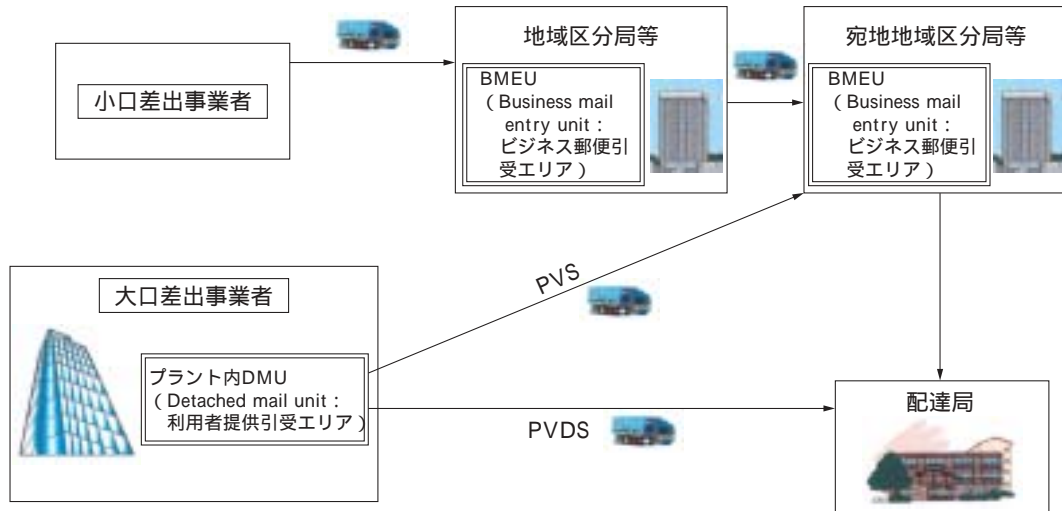 小口差出事業者
地域区分局等
BMEU
（Business mail
entry unit：
ビジネス郵便引
受エリア）
宛地地域区分局等
BMEU
（Business mail
entry unit：
ビジネス郵便引
受エリア）
大口差出事業者
プラント内DMU
（Detached mail unit：
利用者提供引受エリア）
PVS
PVDS
配達局